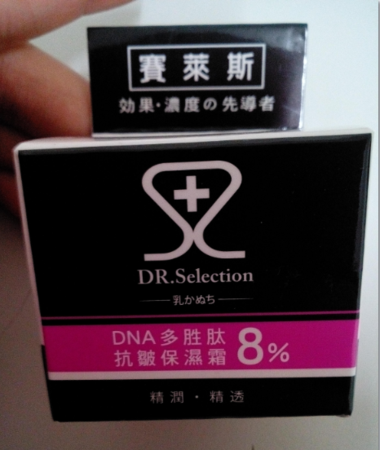 賽萊斯
効果・濃度の先導者
DR.Selection
乳かぬち
DNA多胜肽
抗皺保濕霜 8%
精潤・精透